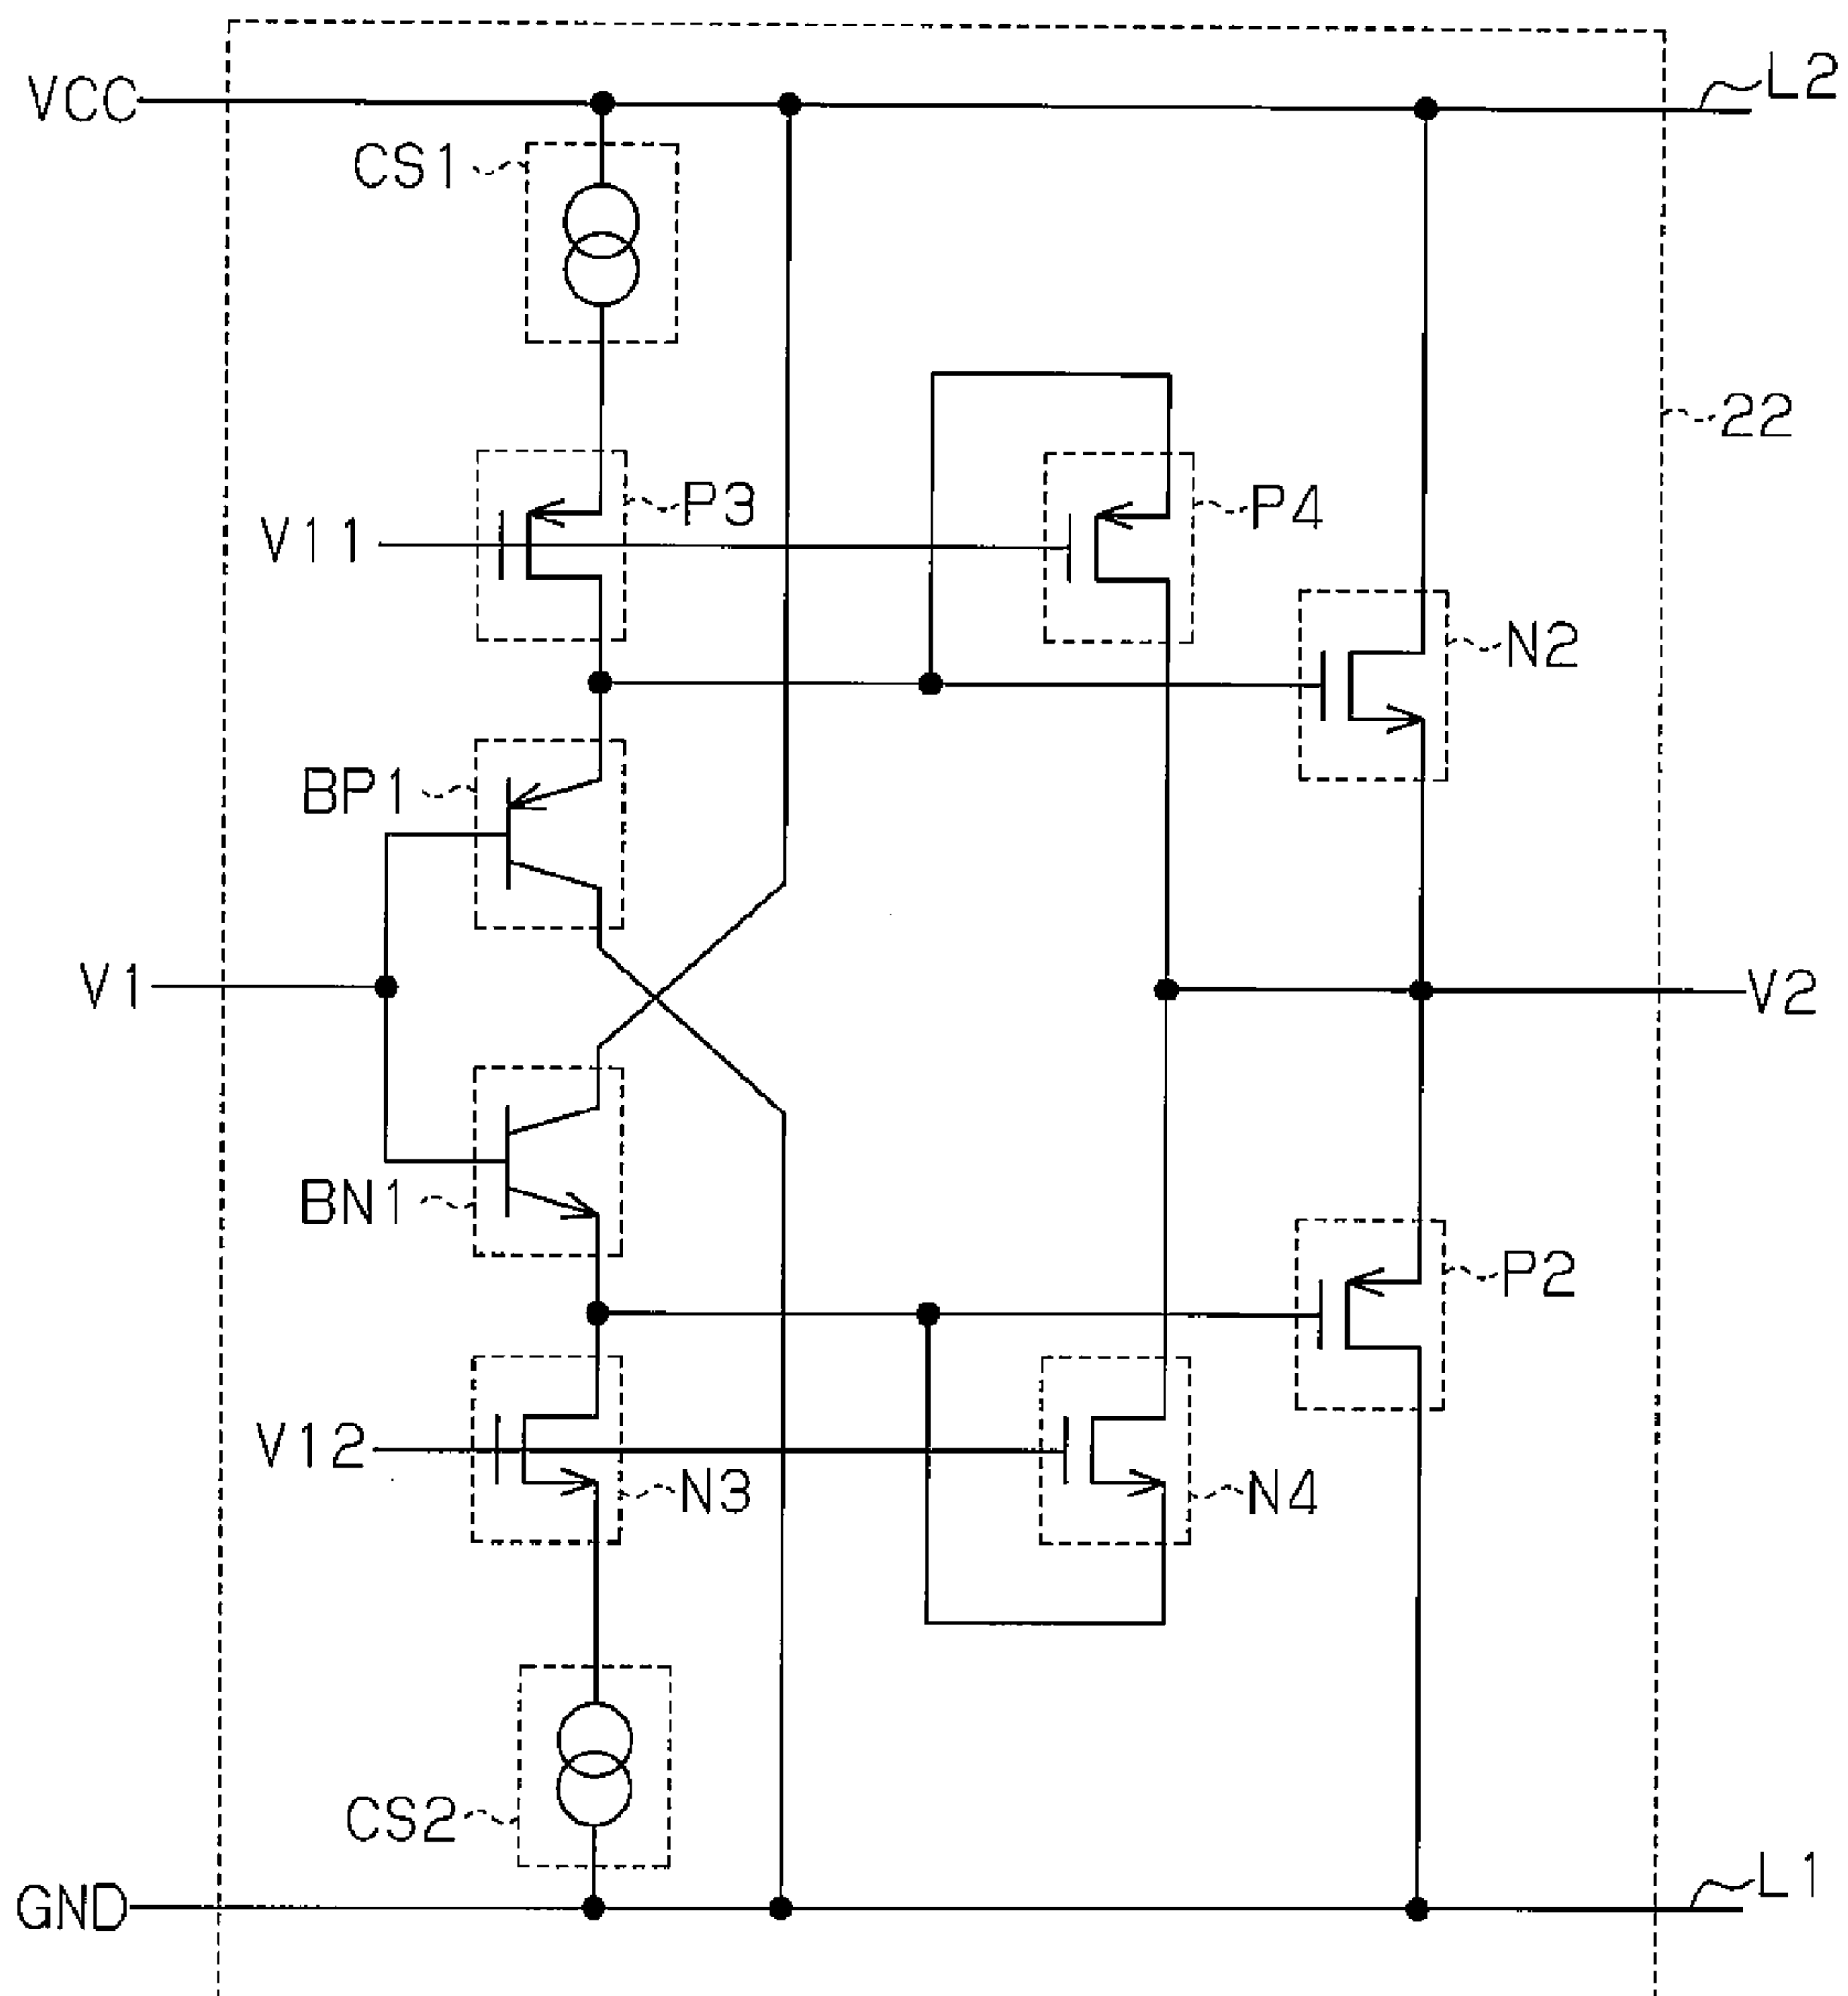 VCC
L2
CS1
22
P3
P4
V11
N2
BP1
V1
V2
BN1
P2
V12
N3
N4
CS2
GND
L1